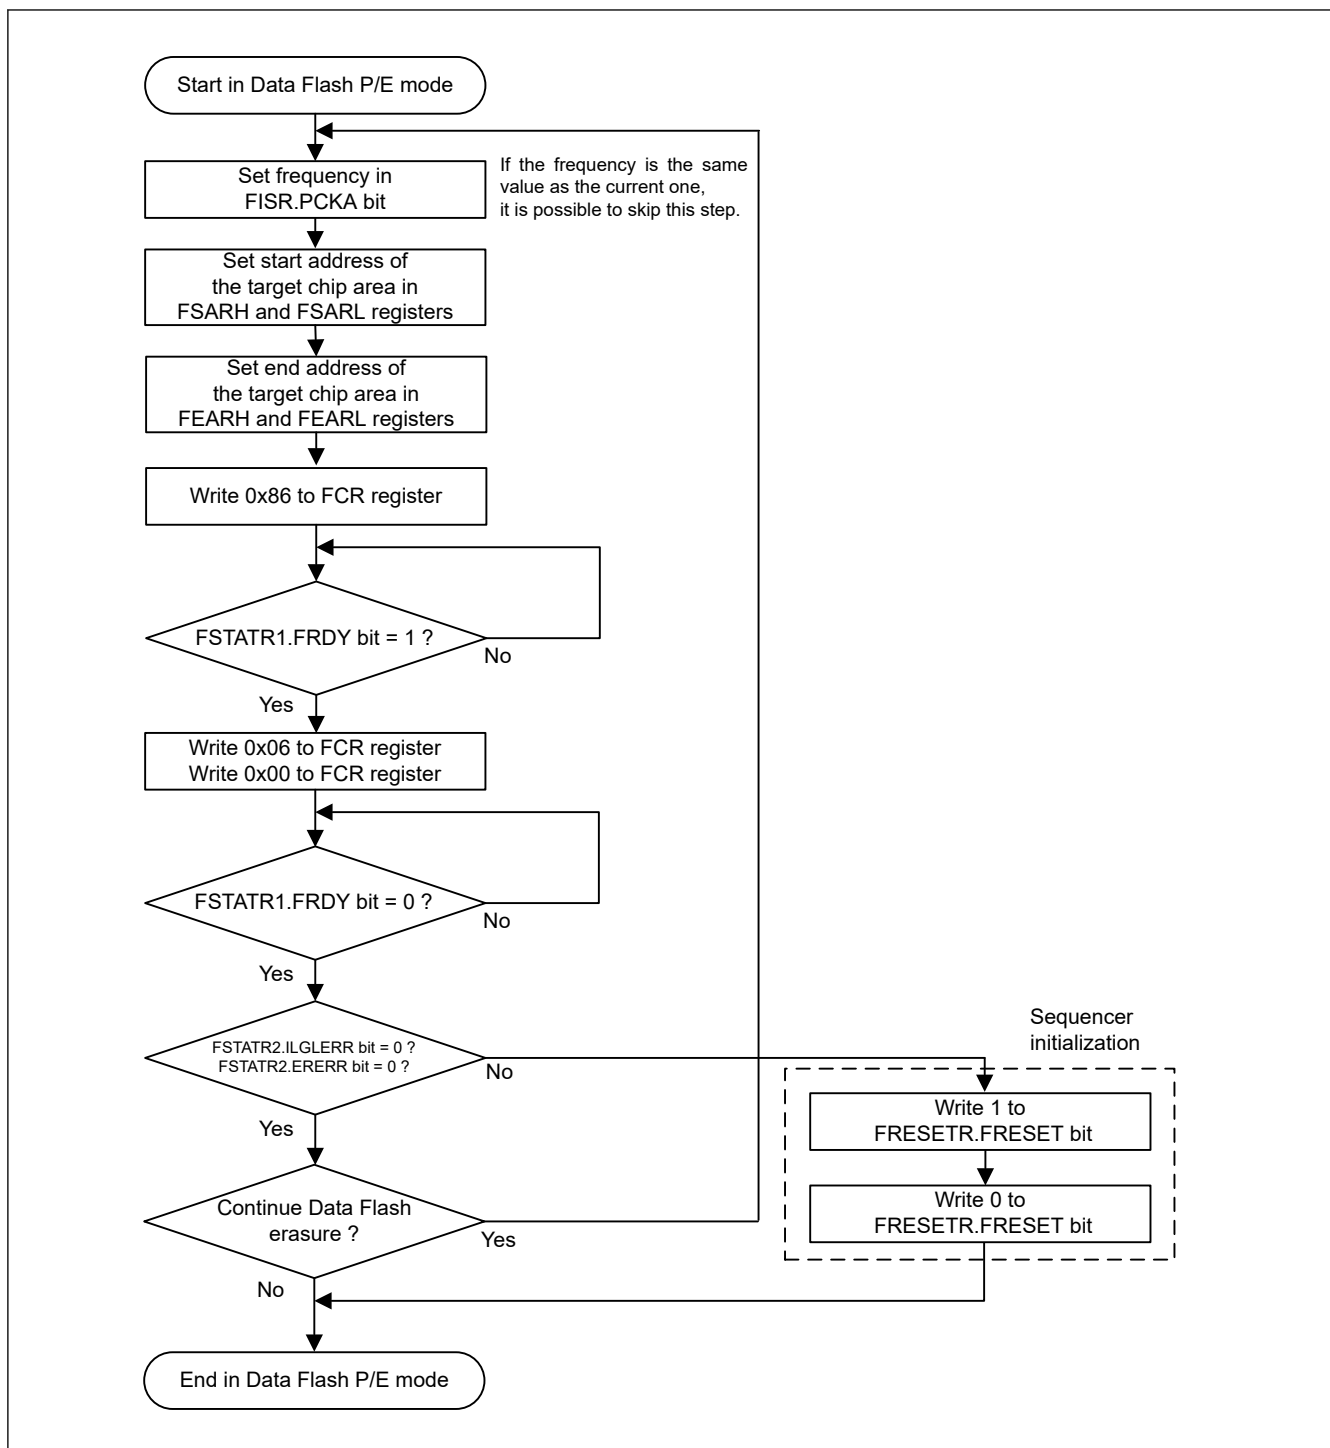 Start in Data Flash P/E mode
If the frequency is the same
value as the current one,
it is possible to skip this step.
Set frequency in
FISR.PCKA bit
Set start address of
the target chip area in
FSARH and FSARL registers
Set end address of
the target chip area in
FEARH and FEARL registers
Write 0x86 to FCR register
FSTATR1.FRDY bit = 1 ?
No
Yes
Write 0x06 to FCR register
Write 0x00 to FCR register
FSTATR1.FRDY bit = 0 ?
No
Yes
FSTATR2.ILGLERR bit = 0 ?
FSTATR2.ERERR bit = 0 ?
No
Yes
Sequencer
initialization
Write 1 to
FRESETR.FRESET bit
Write 0 to
FRESETR.FRESET bit
Continue Data Flash
erasure ?
Yes
No
End in Data Flash P/E mode